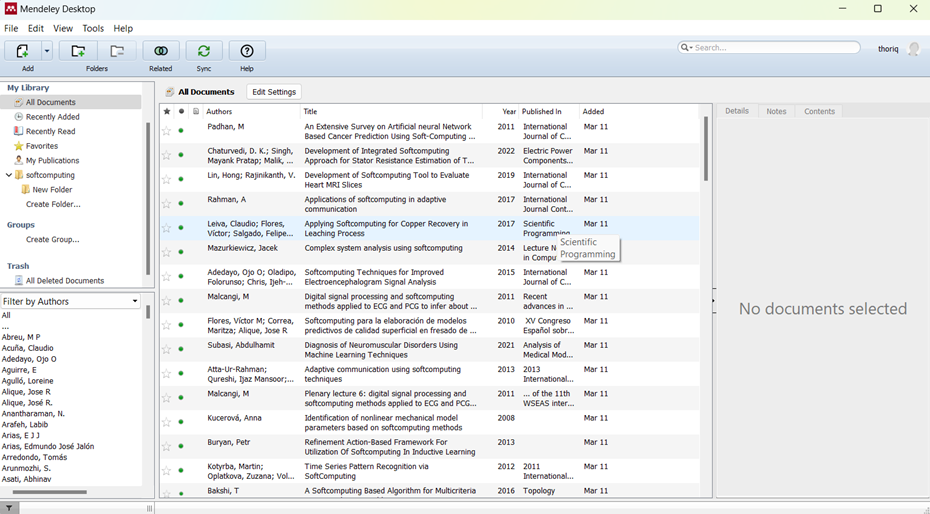 Mendeley Desktop
File Edit View Tools Help
Search...
thoriq
Add Folders Related Sync Help
My Library
All Documents
Recently Added
Recently Read
Favorites
My Publications
softcomputing
New Folder
Create Folder...
Groups
Create Group...
Trash
All Deleted Documents
Filter by Authors
All
...
Abreu, M P
Acuña, Claudio
Adedayo, Ojo O
Aguirre, E
Agulló, Loreine
Alique, Jose R
Alique, José R.
Anantharaman, N.
Arafeh, Labib
Arias, E J J
Arias, Edmundo José Jalón
Arredondo, Tomás
Arunmozhi, S.
Asati, Abhinav
All Documents Edit Settings
Authors Title Year Published In Added
Padhan, M An Extensive Survey on Artificial neural Network 2011 International Mar 11
Based Cancer Prediction Using Soft-Computing ... Journal of C...
Chaturvedi, D. K.; Singh, Development of Integrated Softcomputing 2022 Electric Power Mar 11
Mayank Pratap; Malik, ... Approach for Stator Resistance Estimation of T... Components...
Lin, Hong; Rajinikanth, V. Development of Softcomputing Tool to Evaluate 2019 International Mar 11
Heart MRI Slices Journal of C...
Rahman, A Applications of softcomputing in adaptive 2017 International Mar 11
communication Journal Cont...
Leiva, Claudio; Flores, Applying Softcomputing for Copper Recovery in 2017 Scientific Mar 11
Víctor; Salgado, Felipe... Leaching Process Programming
Scientific
Programming
Mazurkiewicz, Jacek Complex system analysis using softcomputing 2014 Lecture N Mar 11
in Compu
Adedayo, Ojo O; Oladipo, Softcomputing Techniques for Improved 2015 International Mar 11
Folorunso; Chris, Ijeh-... Electroencephalogram Signal Analysis Journal of C...
Malcangi, M Digital signal processing and softcomputing 2011 Recent Mar 11
methods applied to ECG and PCG to infer about ... advances in ...
Flores, Víctor M; Correa, Softcomputing para la elaboración de modelos 2010 XV Congreso Mar 11
Maritza; Alique, Jose R predictivos de calidad superficial en fresado de ... Español sobr...
Subasi, Abdulhamit Diagnosis of Neuromuscular Disorders Using 2021 Analysis of Mar 11
Machine Learning Techniques Medical Mod...
Atta-Ur-Rahman; Adaptive communication using softcomputing 2013 2013 Mar 11
Qureshi, Ijaz Mansoor;... techniques International...
Malcangi, M Plenary lecture 6: digital signal processing and 2011 ... of the 11th Mar 11
softcomputing methods applied to ECG and PCG... WSEAS inter...
Kucerová, Anna Identification of nonlinear mechanical model 2008 Mar 11
parameters based on softcomputing methods
Buryan, Petr Refinement Action-Based Framework For 2013 Mar 11
Utilization Of Softcomputing In Inductive Learning
Kotyrba, Martin; Time Series Pattern Recognition via 2012 2011 Mar 11
Oplatkova, Zuzana; Vol... SoftComputing International...
Bakshi, T A Softcomputing Based Algorithm for Multicriteria 2016 Topology Mar 11
Details Notes Contents
No documents selected